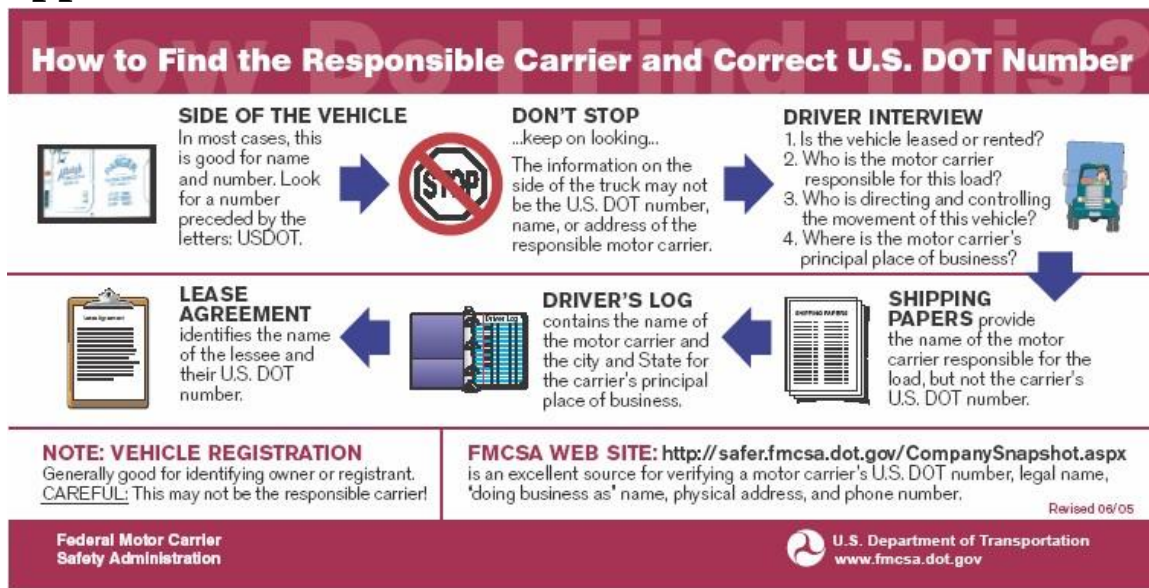 How Do I Find This?
How to Find the Responsible Carrier and Correct U.S. DOT Number
SIDE OF THE VEHICLE
In most cases, this
is good for name
and number. Look
for a number
preceded by the
letters: USDOT.
STOP
DON'T STOP
...keep on looking...
The information on the
side of the truck may not
be the U.S. DOT number,
name, or address of the
responsible motor carrier.
DRIVER INTERVIEW
1. Is the vehicle leased or rented?
2. Who is the motor carrier
responsible for this load?
3. Who is directing and controlling
the movement of this vehicle?
4. Where is the motor carrier's
principal place of business?
Lease Agreement
LEASE
AGREEMENT
identifies the name
of the lessee and
their U.S. DOT
number.
Driver Log
DRIVER'S LOG
contains the name of
the motor carrier and
the city and State for
the carrier's principal
place of business.
SHIPPING PAPERS
SHIPPING
PAPERS provide
the name of the motor
carrier responsible for the
load, but not the carrier's
U.S. DOT number.
NOTE: VEHICLE REGISTRATION
Generally good for identifying owner or registrant.
CAREFUL: This may not be the responsible carrier!
FMCSA WEB SITE: http://safer.fmcsa.dot.gov/CompanySnapshot.aspx
is an excellent source for verifying a motor carrier's U.S. DOT number, legal name,
"doing business as" name, physical address, and phone number.
Revised 06/05
Federal Motor Carrier
Safety Administration
U.S. Department of Transportation
www.fmcsa.dot.gov